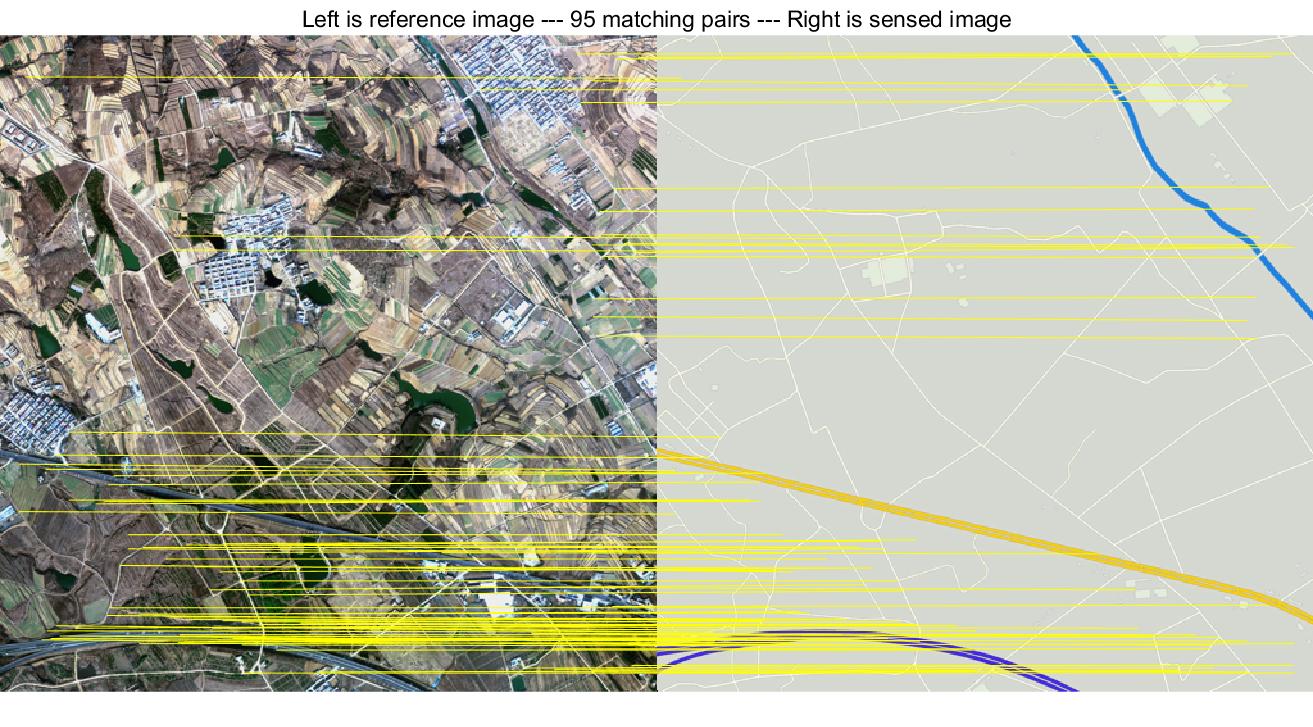 Left is reference image --- 95 matching pairs --- Right is sensed image